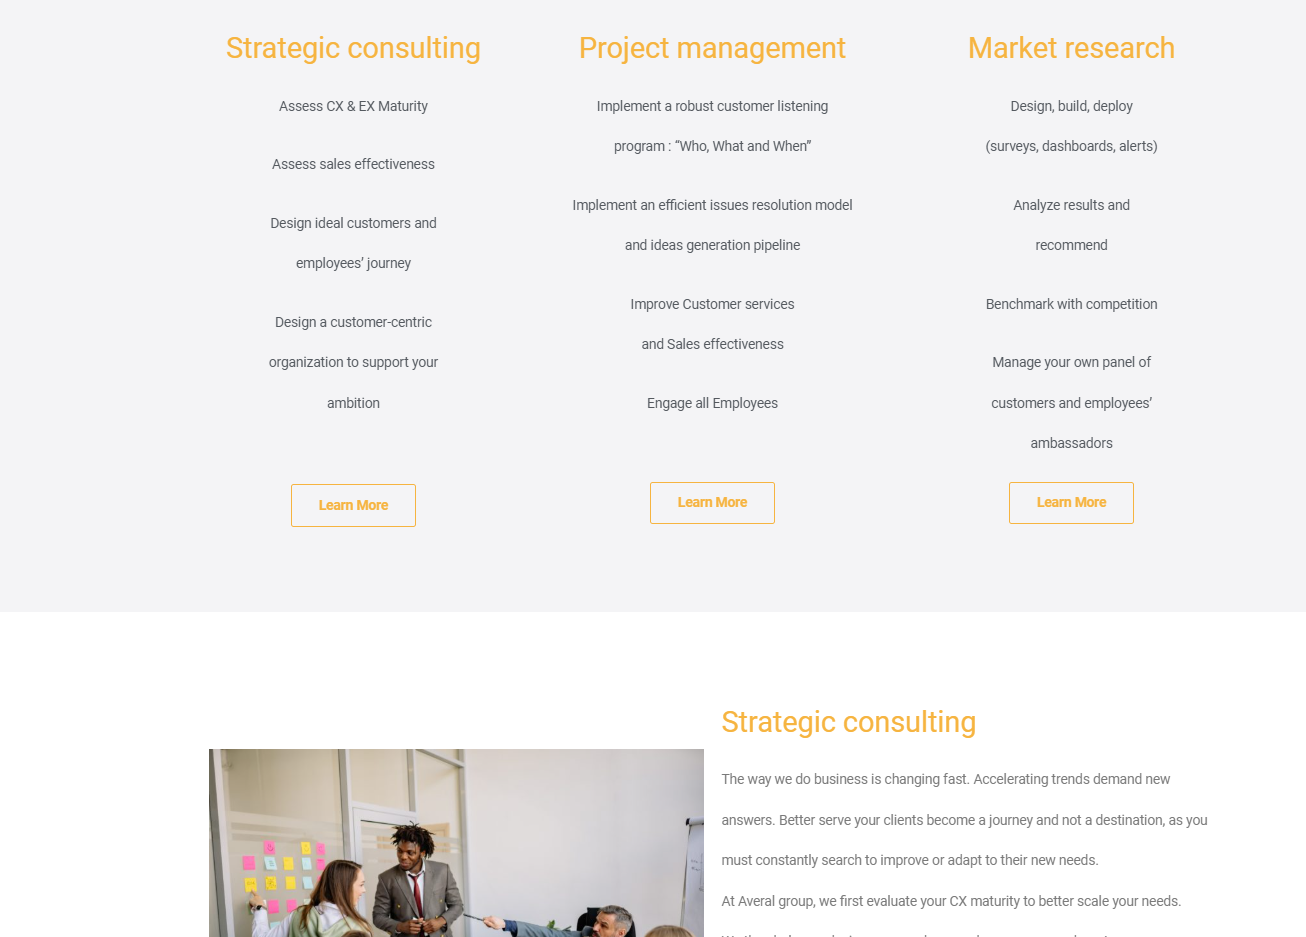 Strategic consulting
Assess CX & EX Maturity
Assess sales effectiveness
Design ideal customers and
employees’ journey
Design a customer-centric
organization to support your
ambition
Learn More
Project management
Implement a robust customer listening
program : “Who, What and When”
Implement an efficient issues resolution model
and ideas generation pipeline
Improve Customer services
and Sales effectiveness
Engage all Employees
Learn More
Market research
Design, build, deploy
(surveys, dashboards, alerts)
Analyze results and
recommend
Benchmark with competition
Manage your own panel of
customers and employees’
ambassadors
Learn More
Strategic consulting
The way we do business is changing fast. Accelerating trends demand new
answers. Better serve your clients become a journey and not a destination, as you
must constantly search to improve or adapt to their new needs.
At Averal group, we first evaluate your CX maturity to better scale your needs.